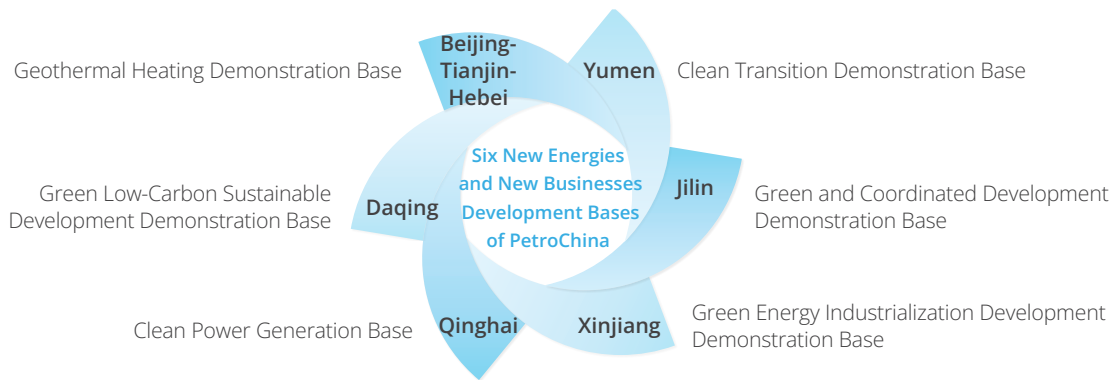 Geothermal Heating Demonstration Base
Beijing-
Tianjin-
Hebei
Yumen
Clean Transition Demonstration Base
Six New Energies
and New Businesses
Development Bases
of PetroChina
Green Low-Carbon Sustainable
Development Demonstration Base
Daqing
Jilin
Green and Coordinated Development
Demonstration Base
Clean Power Generation Base
Qinghai
Xinjiang
Green Energy Industrialization Development
Demonstration Base